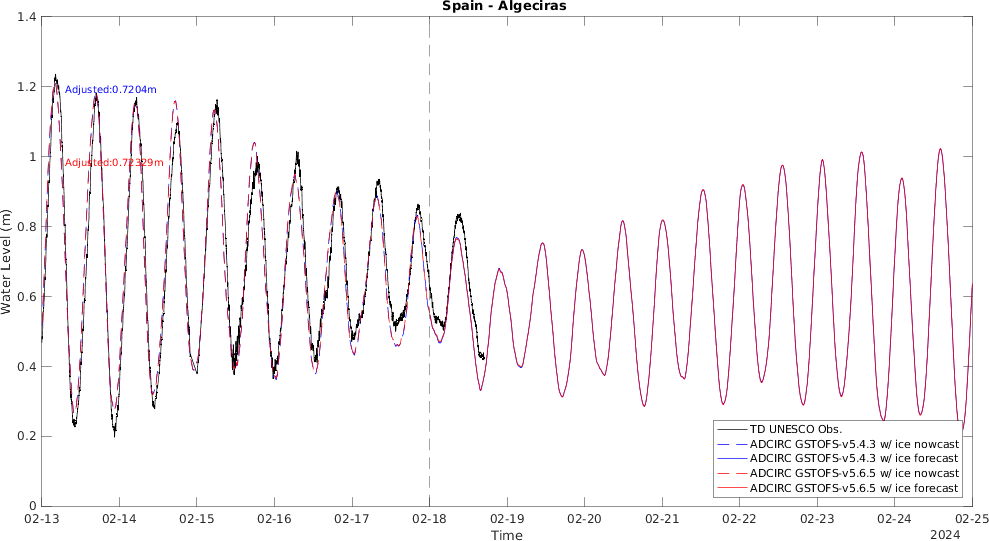 Spain - Algeciras
1.4
1.2
1
0.8
0.6
0.4
0.2
0
Water Level (m)
Adjusted:0.7204m
Adjusted:0.72329m
TD UNESCO Obs.
ADCIRC GSTOFS-v5.4.3 w/ ice nowcast
ADCIRC GSTOFS-v5.4.3 w/ ice forecast
ADCIRC GSTOFS-v5.6.5 w/ ice nowcast
ADCIRC GSTOFS-v5.6.5 w/ ice forecast
02-13 02-14 02-15 02-16 02-17 02-18 02-19 02-20 02-21 02-22 02-23 02-24 02-25
Time
2024